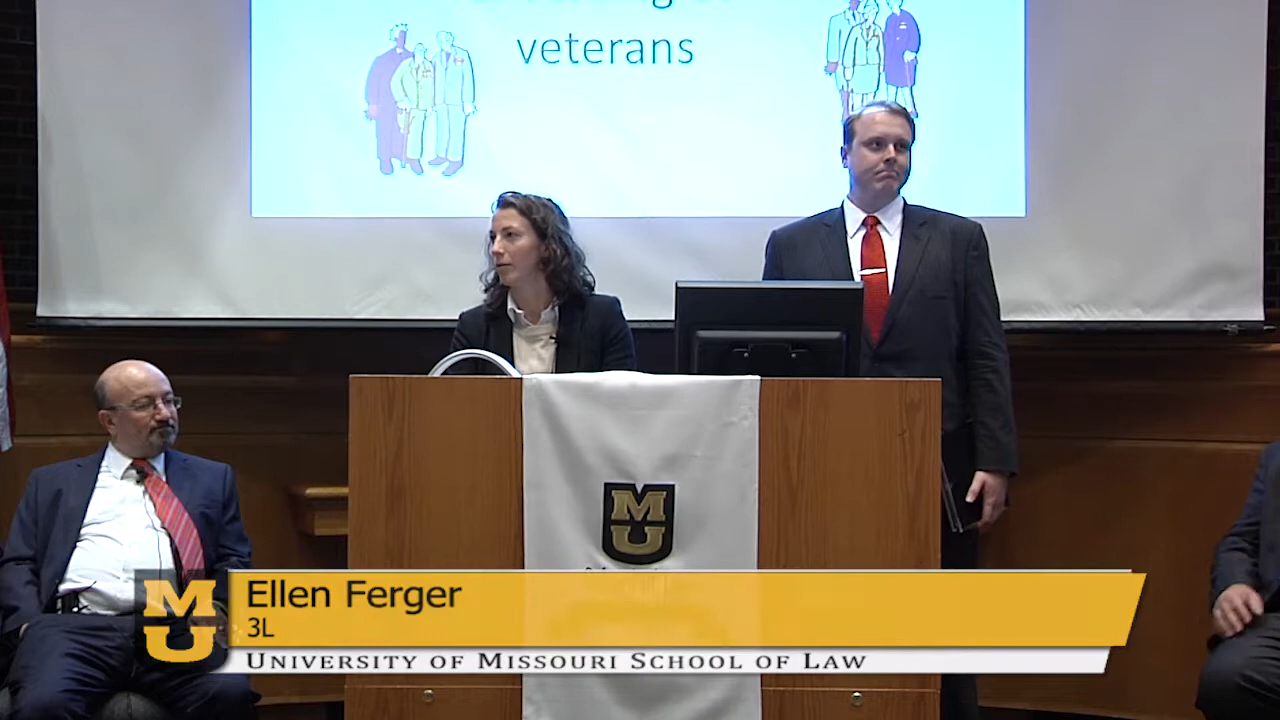 veterans
MU
Ellen Ferger
3L
MU
UNIVERSITY OF MISSOURI SCHOOL OF LAW